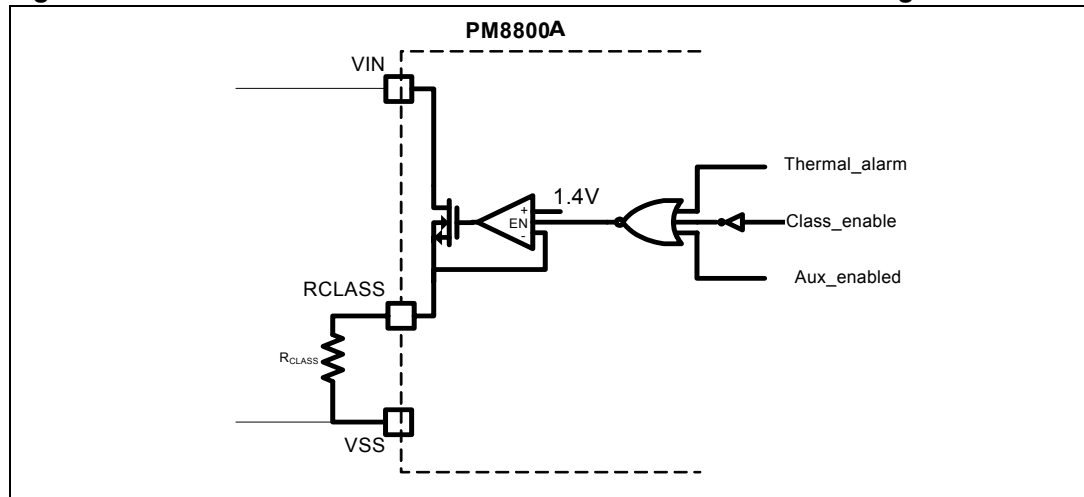 PM8800A
VIN
Thermal_alarm
1.4V
+
EN
-
Class_enable
Aux_enabled
RCLASS
RCLASS
VSS